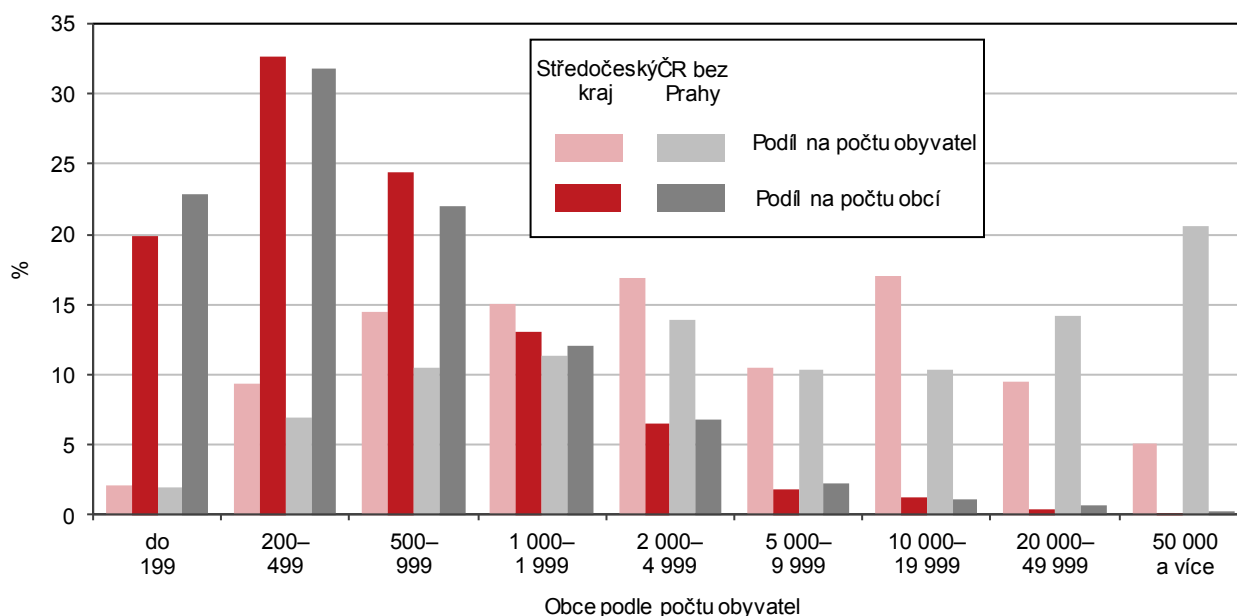 35
30
25
20
15
10
5
0
%
Středočeský kraj
ČR bez Prahy
Podíl na počtu obyvatel
Podíl na počtu obcí
do 199
200–499
500–999
1 000–1 999
2 000–4 999
5 000–9 999
10 000–19 999
20 000–49 999
50 000 a více
Obce podle počtu obyvatel